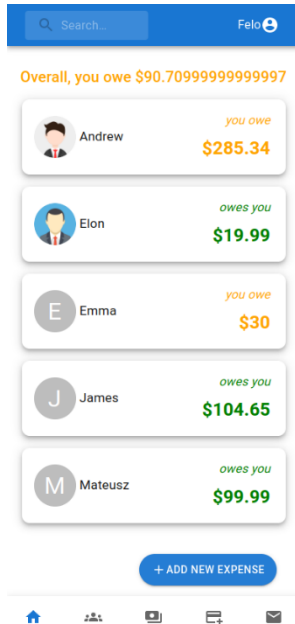 Search...
Felo
Overall, you owe $90.70999999999997
you owe
Andrew
$285.34
owes you
Elon
$19.99
you owe
E
Emma
$30
owes you
J
James
$104.65
owes you
M
Mateusz
$99.99
+ ADD NEW EXPENSE